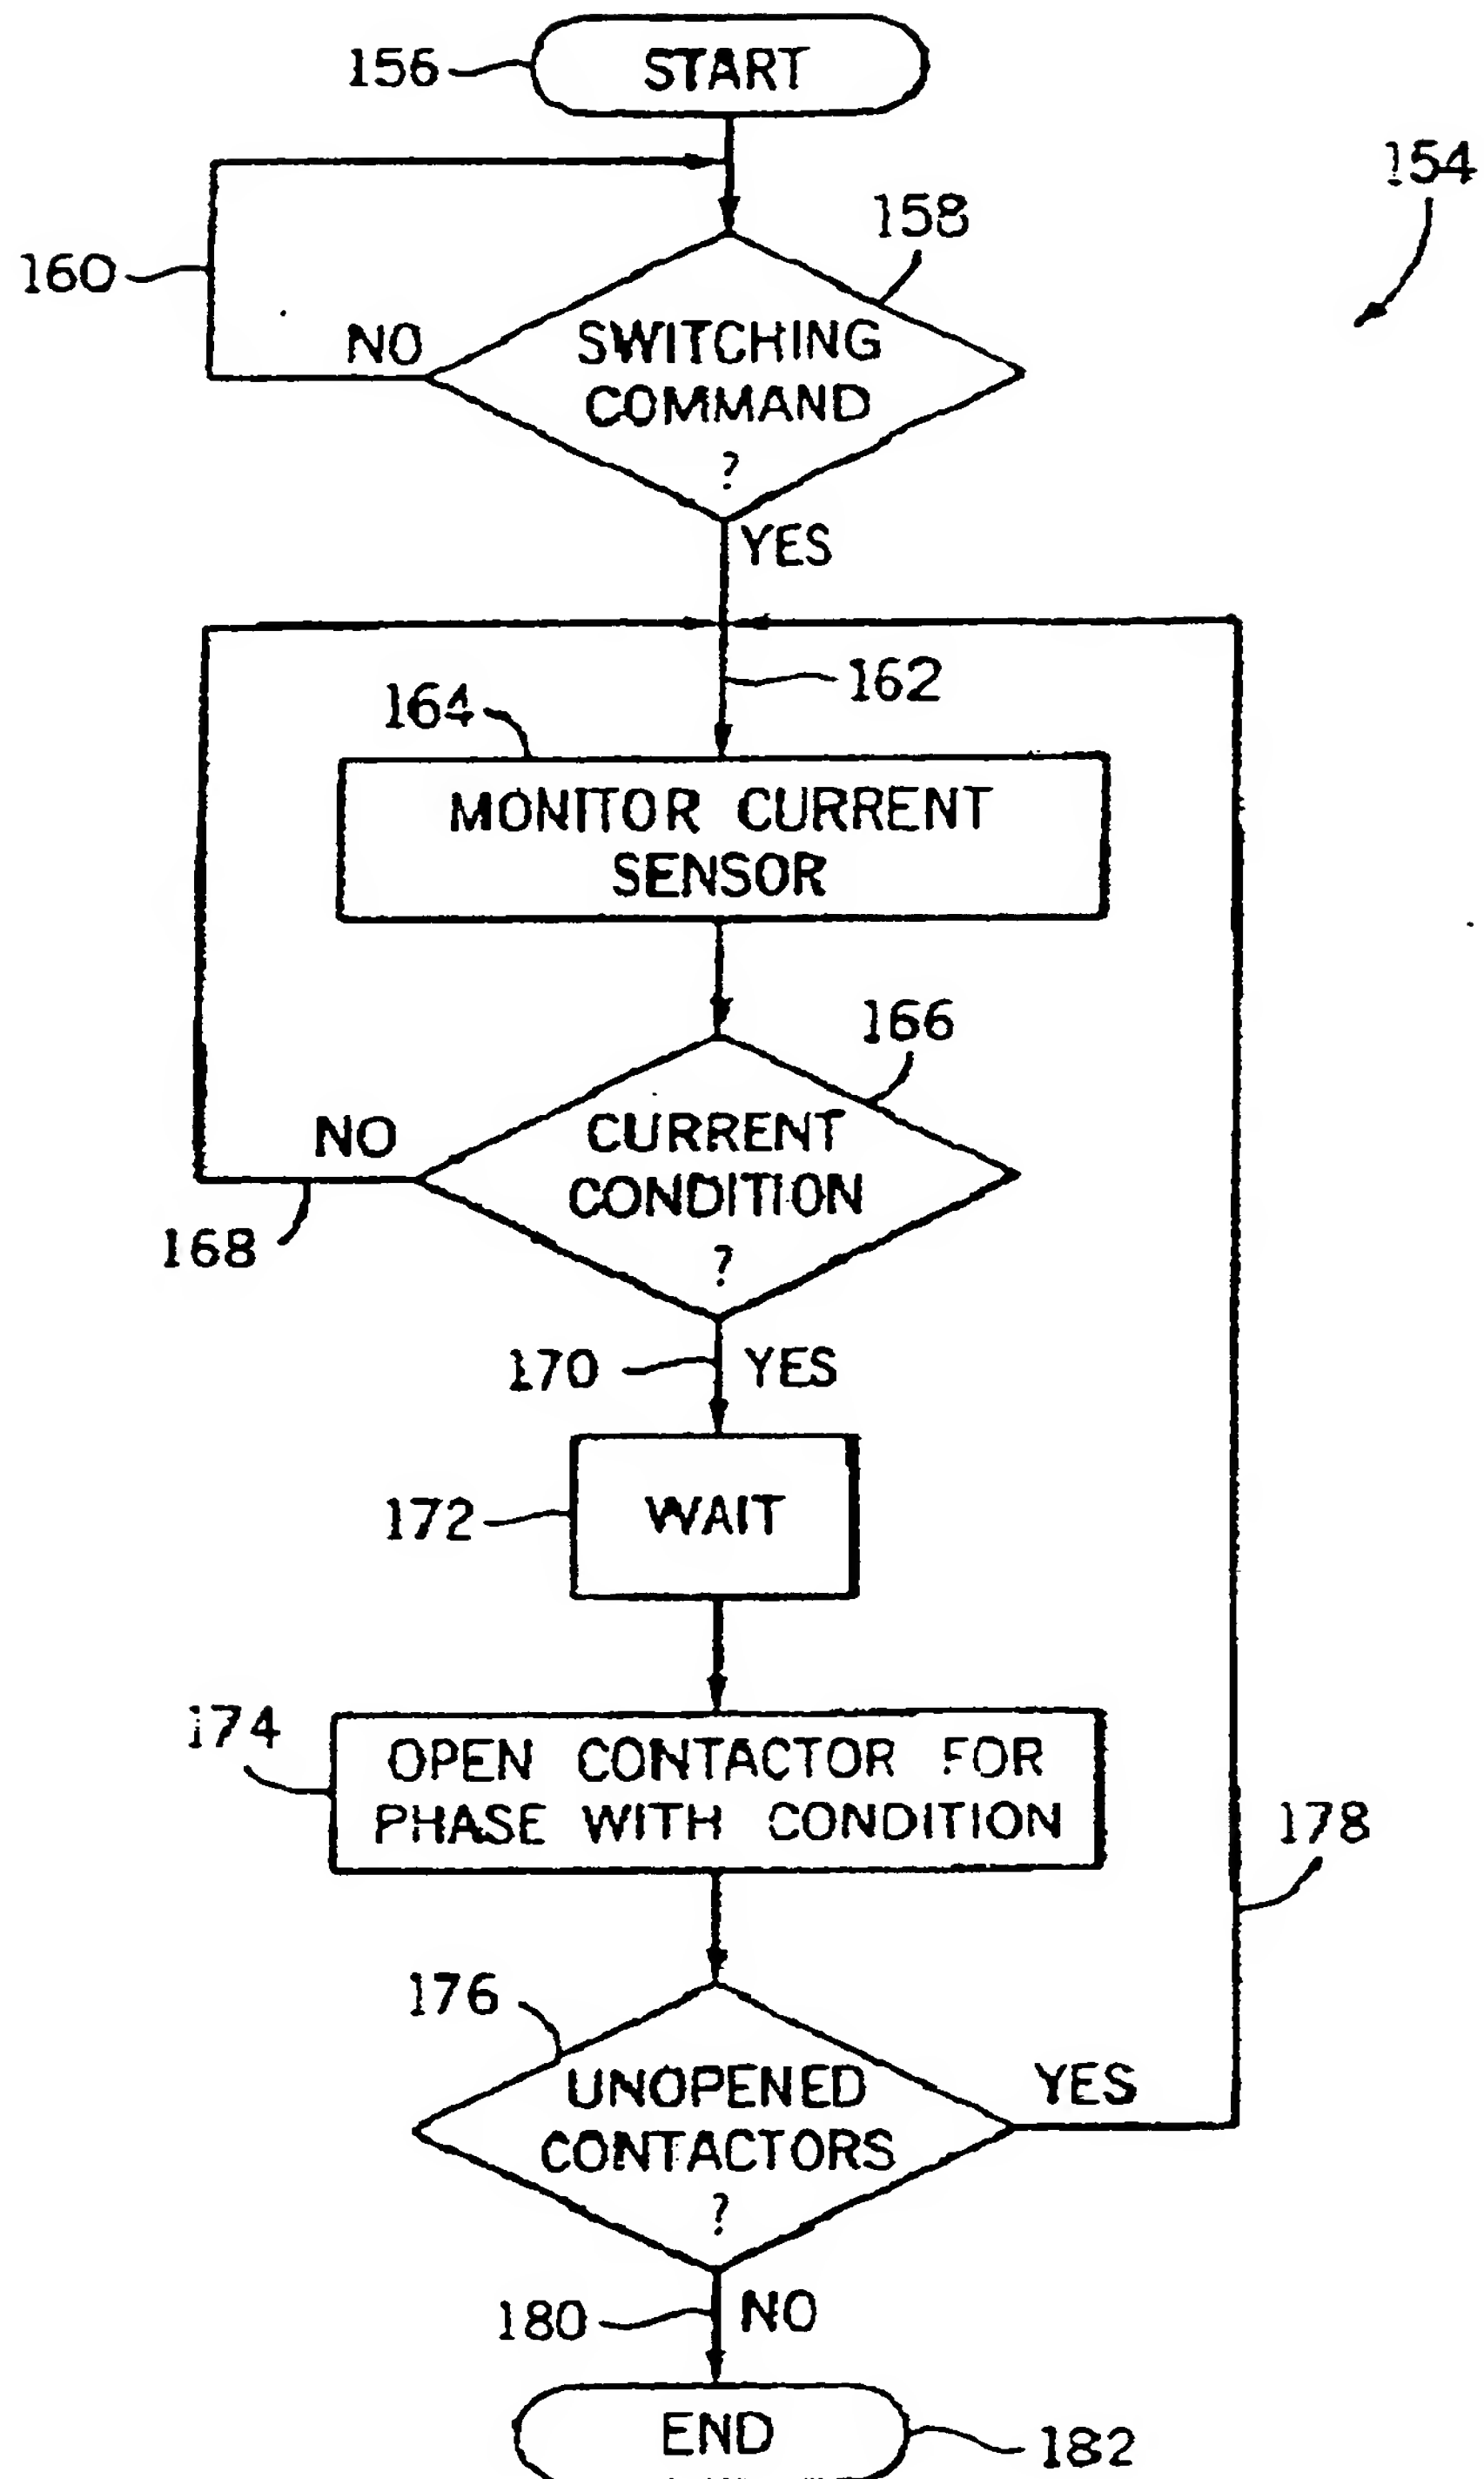 156
START
154
158
160
NO
SWITCHING
COMMAND
?
YES
162
164
MONITOR CURRENT
SENSOR
166
NO
CURRENT
CONDITION
?
168
170
YES
172
WAIT
174
OPEN CONTACTOR FOR
PHASE WITH CONDITION
178
176
UNOPENED
CONTACTORS
?
YES
180
NO
END
182